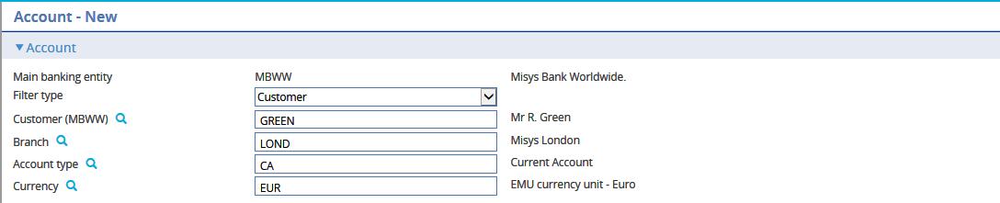 Account - New
Account
Main banking entity MBWW Misys Bank Worldwide.
Filter type Customer
Customer (MBWW) GREEN Mr R. Green
Branch LOND Misys London
Account type CA Current Account
Currency EUR EMU currency unit - Euro